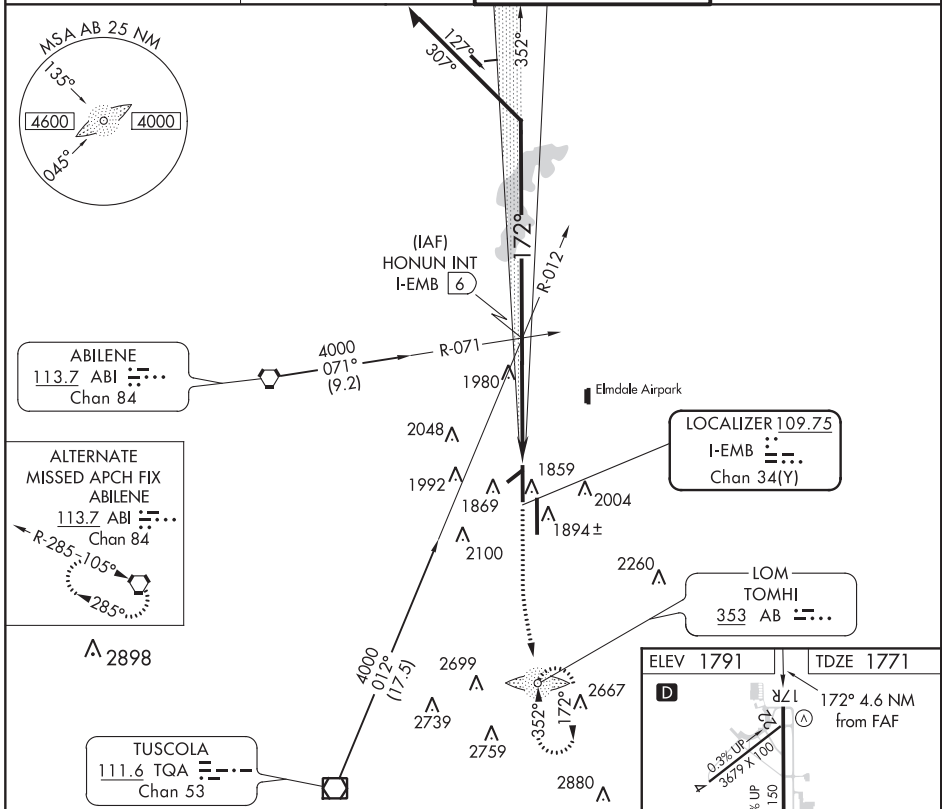 MSA AB 25 NM
135°
4600
4000
045°
127°
307°
352°
172°
(IAF)
HONUN INT
I-EMB 6
R-012
ABILENE
113.7 ABI
Chan 84
4000
071°
(9.2)
R-071
1980
Elmdale Airpark
2048
LOCALIZER 109.75
I-EMB
Chan 34(Y)
ALTERNATE
MISSED APCH FIX
ABILENE
113.7 ABI
Chan 84
R-285-105°
285°
1992
1869
1859
2004
1894±
2100
2260
LOM
TOMHI
353 AB
2898
4000
012°
(17.5)
2699
2739
2759
352°
172°
2667
2880
TUSCOLA
111.6 TQA
Chan 53
ELEV 1791
TDZE 1771
D
17R
172° 4.6 NM
from FAF
V
22
0.3% UP
3679 X 100
4
% UP
150